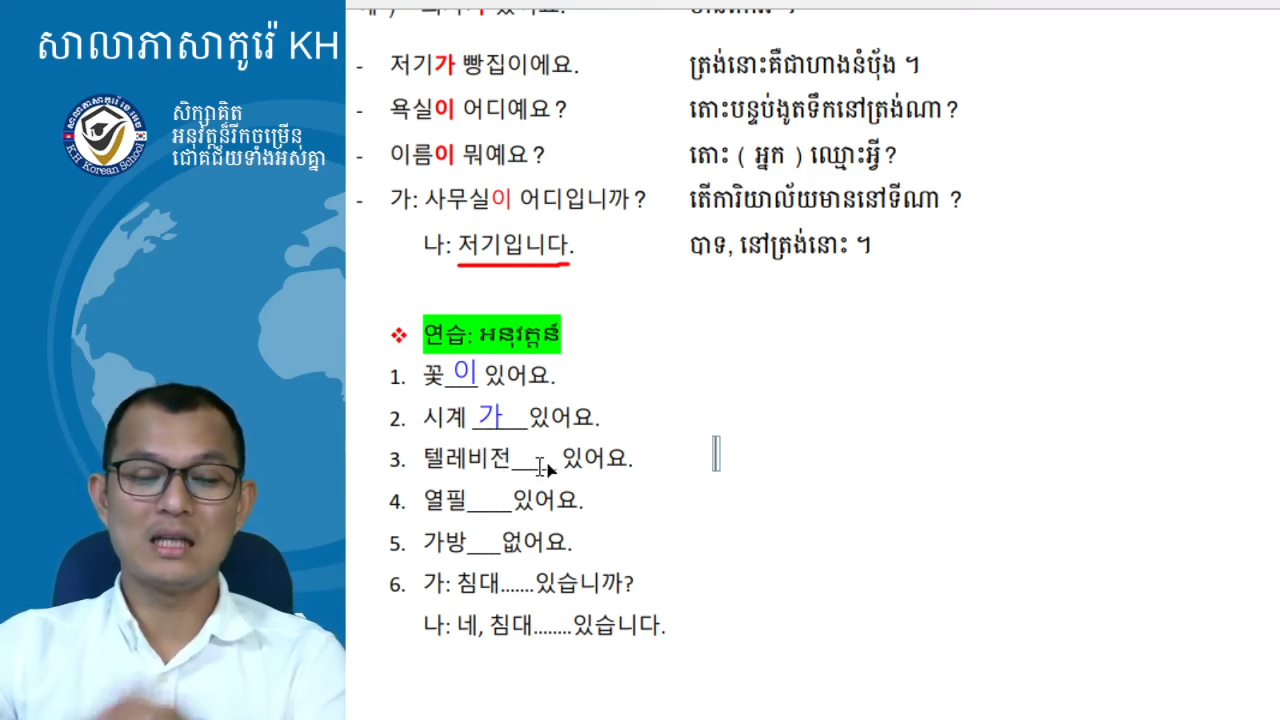 សាលាភាសាកូរ៉េ KH
សិក្សាគិត
អនុវត្តន៏រីកចម្រើន
ជោគជ័យទាំងអស់គ្នា
K.H Korean School
- 저기가 빵집이에요. ត្រង់នោះគឺជាហាងនំបុ័ង ។
- 욕실이 어디예요? តោះបន្ទប់ងូតទឹកនៅត្រង់ណា?
- 이름이 뭐예요? តោះ ( អ្នក ) ឈ្មោះអ្វី?
- 가: 사무실이 어디입니까? តើការិយាល័យមាននៅទីណា ?
나: 저기입니다. បាទ, នៅត្រង់នោះ ។
❖ 연습: អនុវត្តន៍
1. 꽃 이 있어요.
2. 시계 가 있어요.
3. 텔레비전____ 있어요.
4. 열필____있어요.
5. 가방___없어요.
6. 가: 침대.......있습니까?
나: 네, 침대........있습니다.